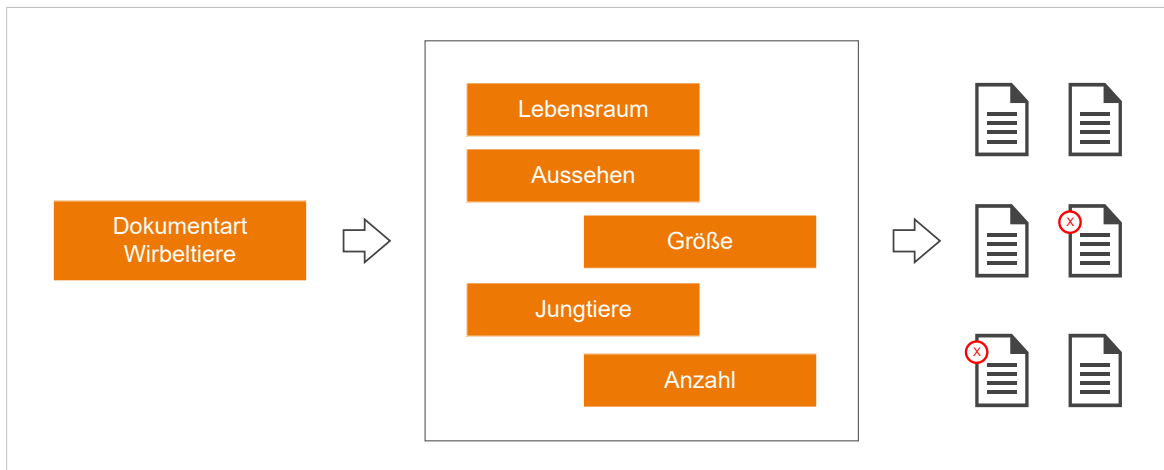 Dokumentart
Wirbeltiere
Lebensraum
Aussehen
Größe
Jungtiere
Anzahl
x
x